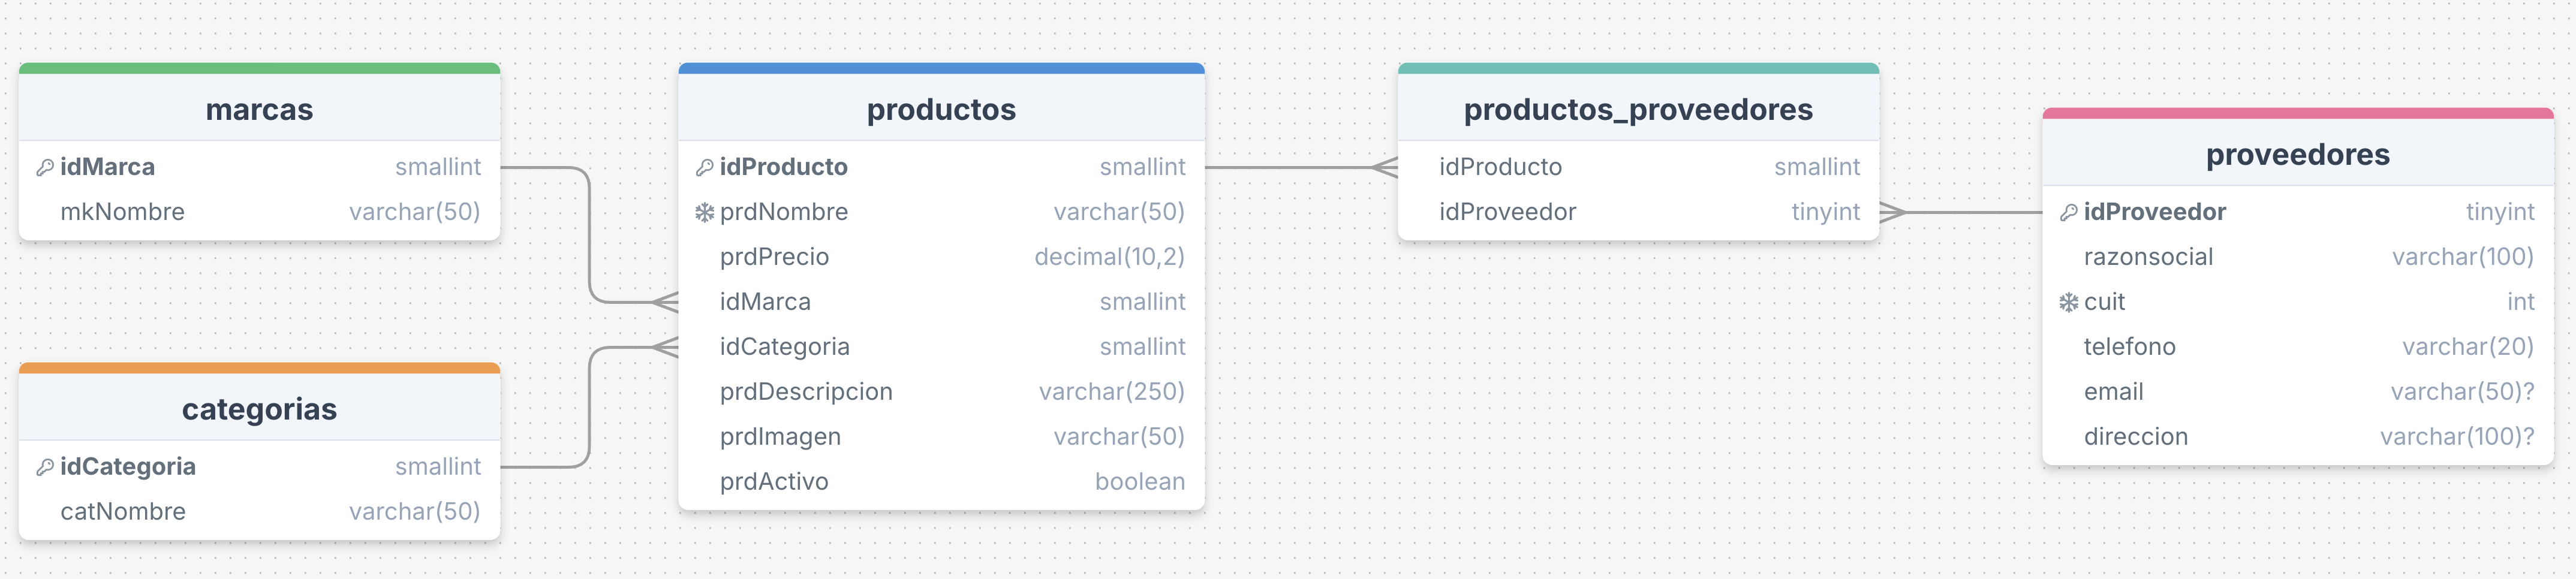 marcas
idMarca smallint
mkNombre varchar(50)
categorias
idCategoria smallint
catNombre varchar(50)
productos
idProducto smallint
prdNombre varchar(50)
prdPrecio decimal(10,2)
idMarca smallint
idCategoria smallint
prdDescripcion varchar(250)
prdImagen varchar(50)
prdActivo boolean
productos_proveedores
idProducto smallint
idProveedor tinyint
proveedores
idProveedor tinyint
razonsocial varchar(100)
cuit int
telefono varchar(20)
email varchar(50)?
direccion varchar(100)?